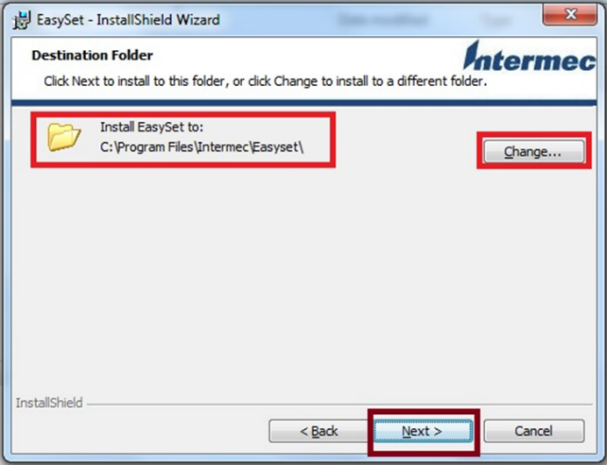 EasySet - InstallShield Wizard
Destination Folder
Intermec
Click Next to install to this folder, or click Change to install to a different folder.
Install EasySet to:
C:\Program Files\Intermec\Easyset\
Change...
InstallShield
< Back
Next >
Cancel